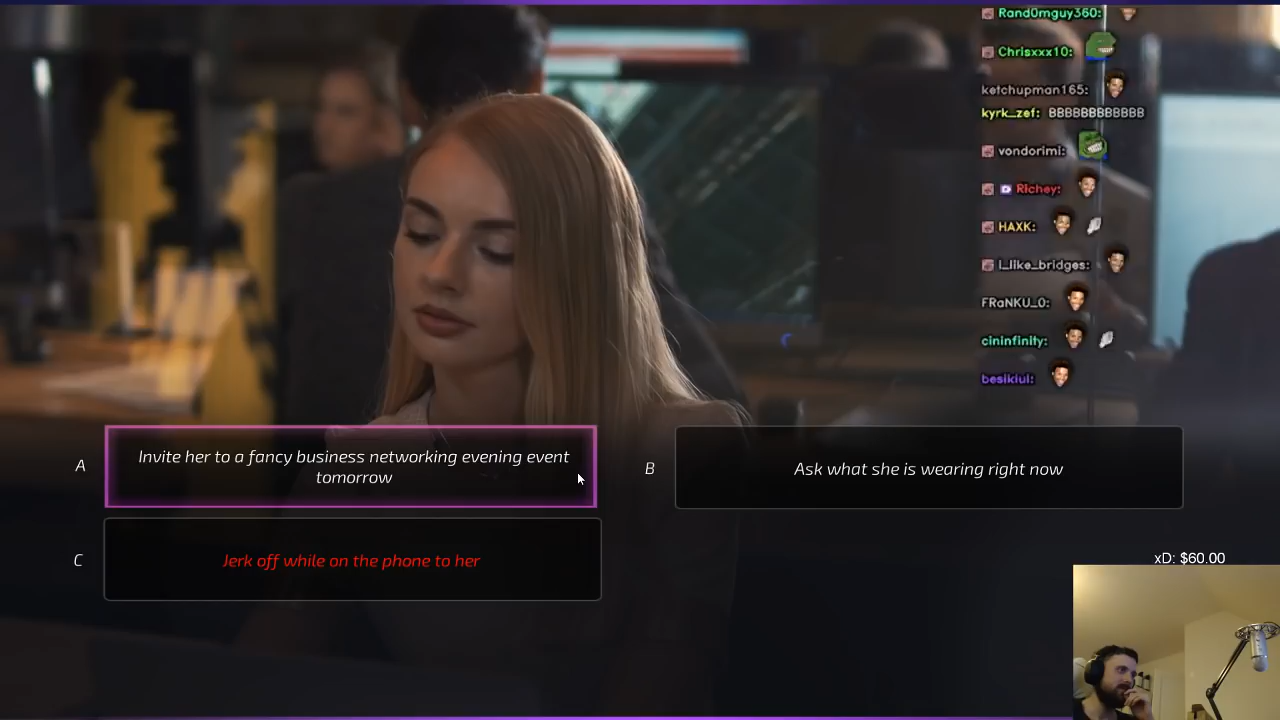 Rand0mguy360:
Chrisxxx10:
ketchupman165:
kyrk_zef: BBBBBBBBBBBB
vondorimi:
Richey:
HAXK:
i_like_bridges:
FRaNKU_0:
cininfinity:
besikiul:
A
Invite her to a fancy business networking evening event
tomorrow
B
Ask what she is wearing right now
C
Jerk off while on the phone to her
xD: $60.00